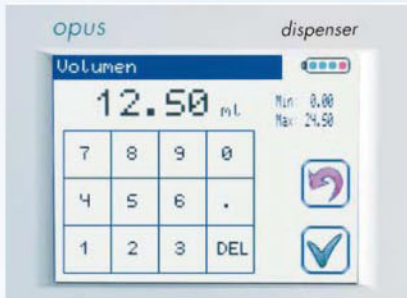 opus dispenser
Volumen
12.50 ml
Min: 0.00
Max: 24.50
7 8 9 0
4 5 6 .
1 2 3 DEL